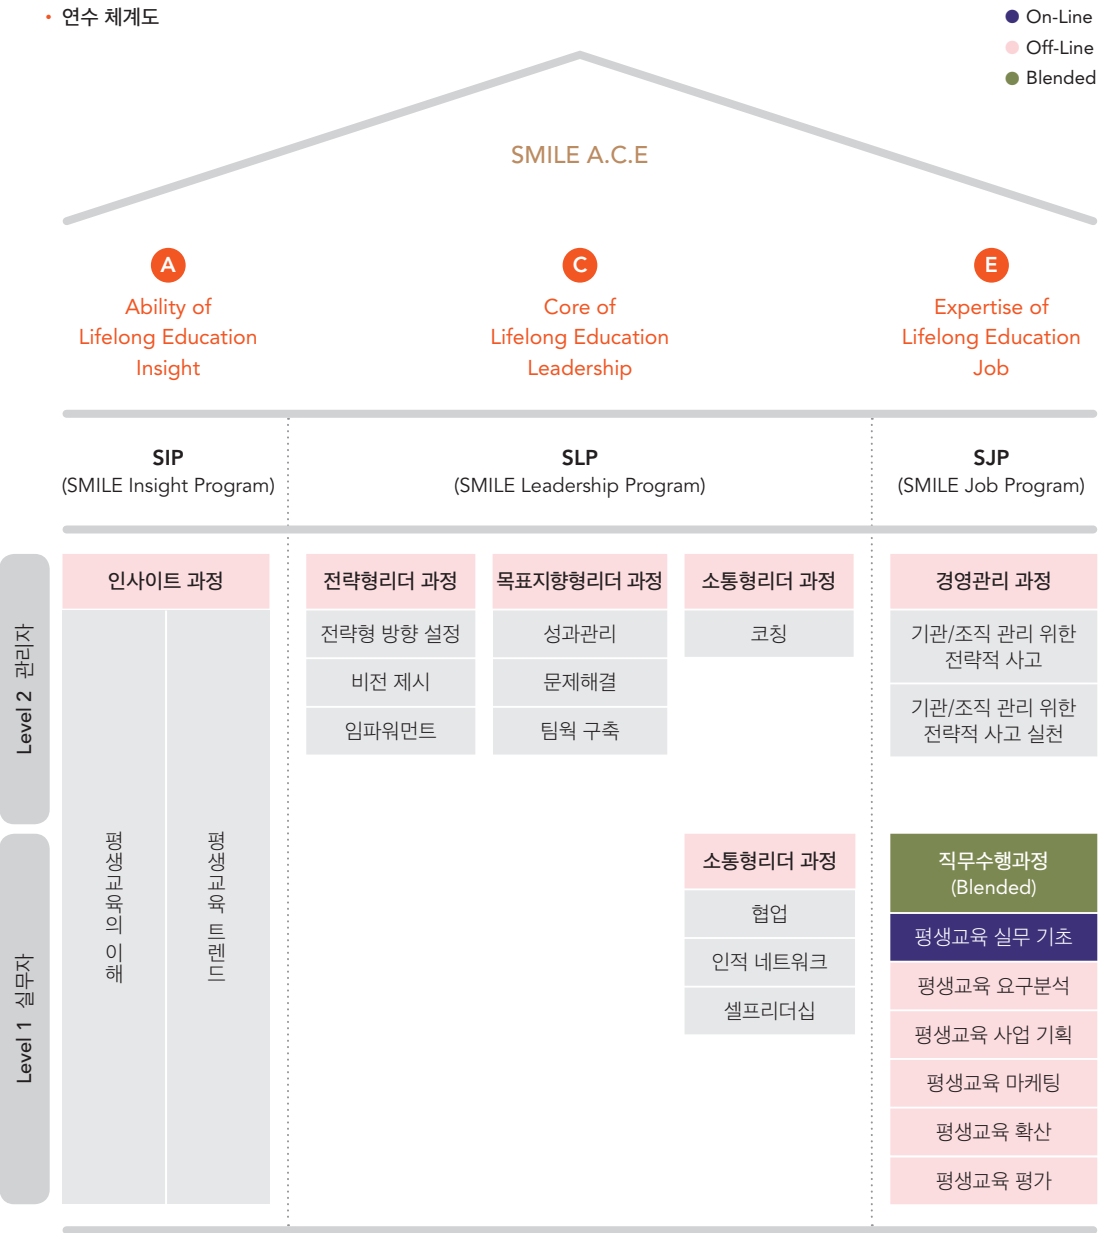 • 연수 체계도
On-Line
Off-Line
Blended
SMILE A.C.E
A
Ability of
Lifelong Education
Insight
C
Core of
Lifelong Education
Leadership
E
Expertise of
Lifelong Education
Job
SIP
(SMILE Insight Program)
SLP
(SMILE Leadership Program)
SJP
(SMILE Job Program)
Level 2 관리자
인사이트 과정
평생교육의 이해
평생교육 트렌드
전략형리더 과정
전략형 방향 설정
비전 제시
임파워먼트
목표지향형리더 과정
성과관리
문제해결
팀웍 구축
소통형리더 과정
코칭
경영관리 과정
기관/조직 관리 위한
전략적 사고
기관/조직 관리 위한
전략적 사고 실천
Level 1 실무자
소통형리더 과정
협업
인적 네트워크
셀프리더십
직무수행과정
(Blended)
평생교육 실무 기초
평생교육 요구분석
평생교육 사업 기획
평생교육 마케팅
평생교육 확산
평생교육 평가